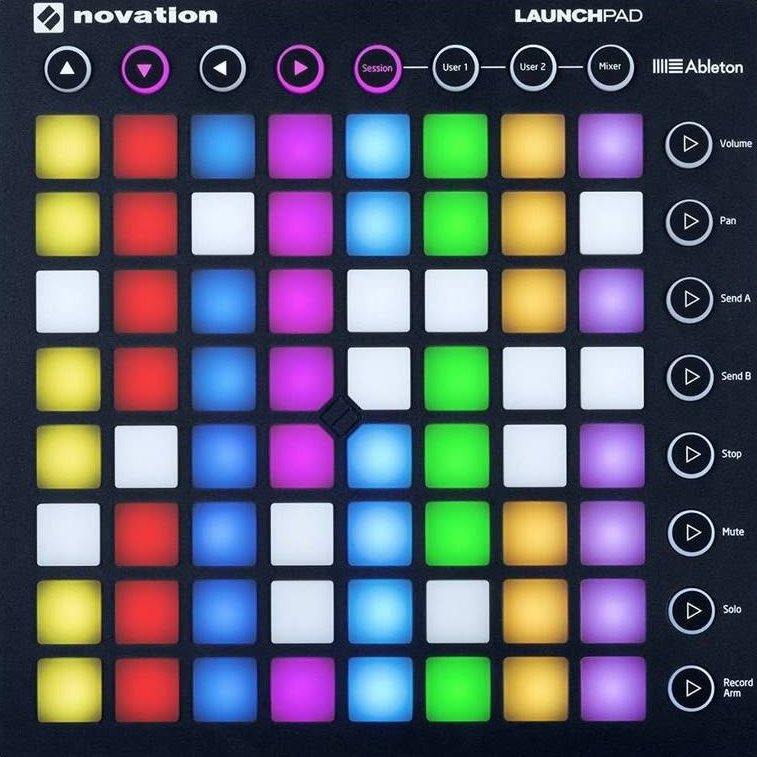 novation
LAUNCHPAD
Session User 1 User 2 Mixer
Ableton
Volume
Pan
Send A
Send B
Stop
Mute
Solo
Record
Arm